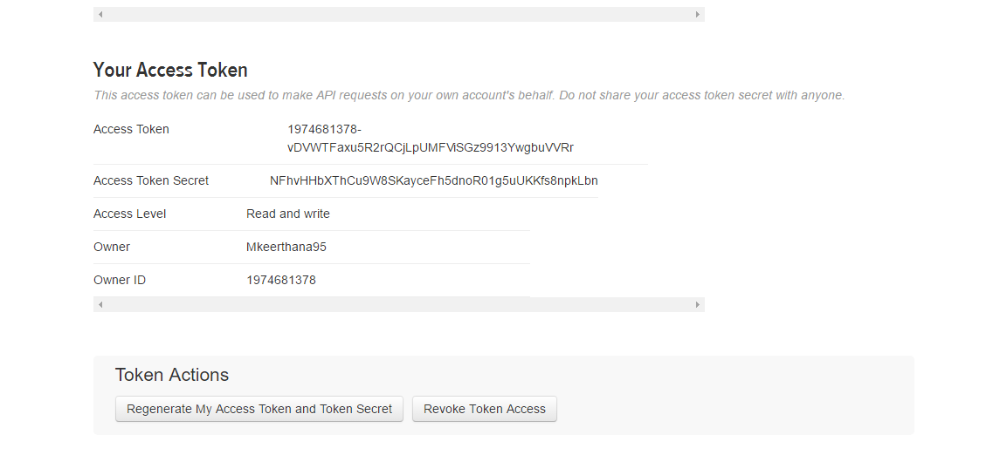 Your Access Token
This access token can be used to make API requests on your own account's behalf. Do not share your access token secret with anyone.
Access Token 1974681378-
vDVWTFaxu5R2rQCjLpUMFViSGz9913YwgbuVVRr
Access Token Secret NFhvHHbXThCu9W8SKayceFh5dnoR01g5uUKKfs8npkLbn
Access Level Read and write
Owner Mkeerthana95
Owner ID 1974681378
Token Actions
Regenerate My Access Token and Token Secret Revoke Token Access